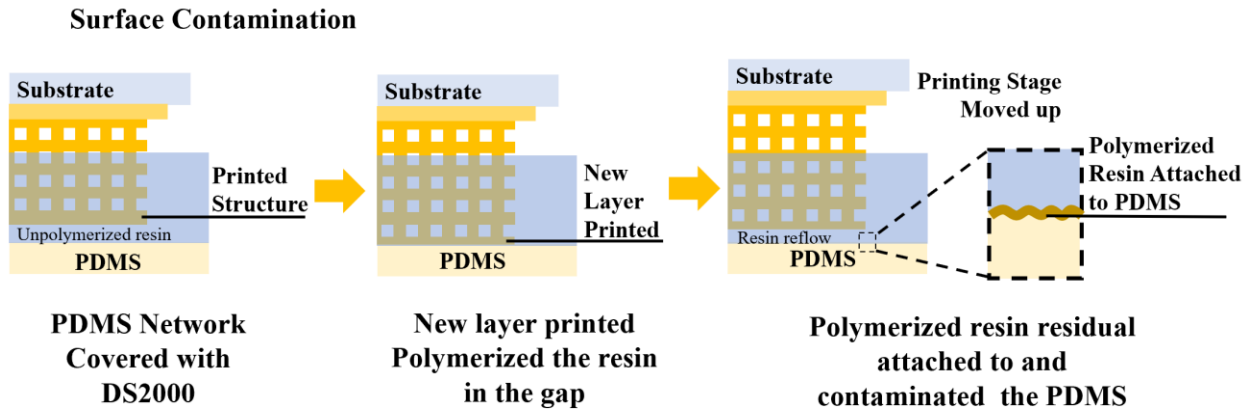 Surface Contamination
Substrate
Printed
Structure
Unpolymerized resin
PDMS
PDMS Network
Covered with
DS2000
Substrate
New
Layer
Printed
PDMS
New layer printed
Polymerized the resin
in the gap
Substrate
Printing Stage
Moved up
Polymerized
Resin Attached
to PDMS
Resin reflow
PDMS
Polymerized resin residual
attached to and
contaminated the PDMS